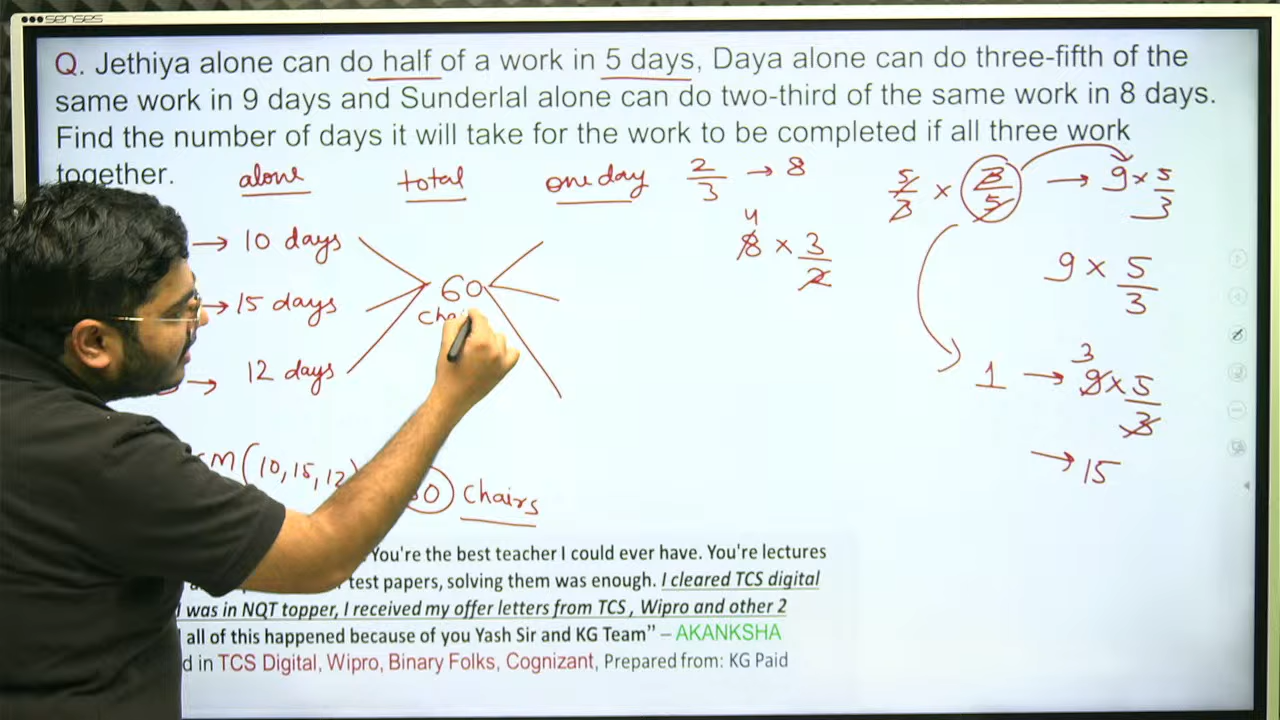 senses
Q. Jethiya alone can do half of a work in 5 days, Daya alone can do three-fifth of the
same work in 9 days and Sunderlal alone can do two-third of the same work in 8 days.
Find the number of days it will take for the work to be completed if all three work
together.
alone total one day
2/3 → 8
5/3 × 3/5 → 9 × 5/3
→ 10 days
8 4 × 3/2
→ 15 days
60
9 × 5/3
→ 12 days
1 → 9 3 × 5/3
→ 15
(10, 15, 12) Chairs
You're the best teacher I could ever have. You're lectures
test papers, solving them was enough. I cleared TCS digital
was in NQT topper, I received my offer letters from TCS , Wipro and other 2
all of this happened because of you Yash Sir and KG Team” – AKANKSHA
d in TCS Digital, Wipro, Binary Folks, Cognizant, Prepared from: KG Paid